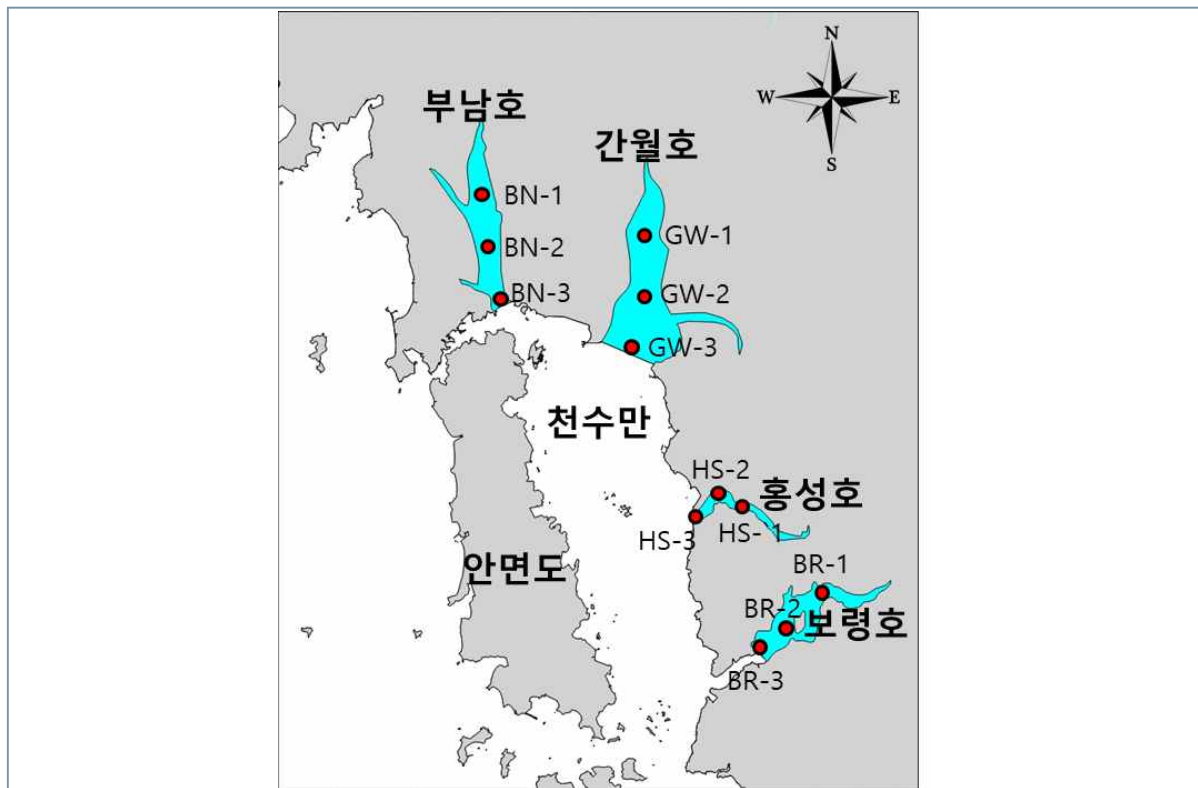 N
W
E
S
부남호
간월호
BN-1
GW-1
BN-2
BN-3
GW-2
GW-3
천수만
HS-2
홍성호
HS- 1
HS-3
안면도
BR-1
BR-2
보령호
BR-3